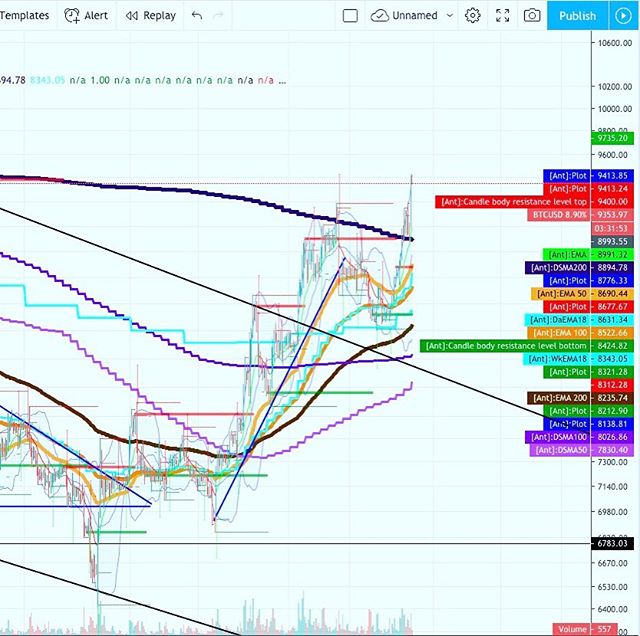 Templates Alert Replay Unnamed Publish
10600.00
94.78 8343.05 n/a 1.00 n/a n/a n/a n/a n/a n/a n/a n/a ...
10200.00
10000.00
9800.00
9735.20
9600.00
[Ant]:Plot 9413.85
[Ant]:Plot 9413.24
[Ant]:Candle body resistance level top 9400.00
BTCUSD 8.90% 9353.97
03:31:53
8993.55
[Ant]:EMA 8991.32
[Ant]:DSMA200 8894.78
[Ant]:Plot 8776.33
[Ant]:EMA 50 8690.44
[Ant]:Plot 8677.67
[Ant]:DaEMA18 8631.34
[Ant]:EMA 100 8522.66
[Ant]:Candle body resistance level bottom 8424.82
[Ant]:WkEMA18 8343.05
[Ant]:Plot 8321.28
8312.28
[Ant]:EMA 200 8235.74
[Ant]:Plot 8212.90
[Ant]:Plot 8138.81
[Ant]:DSMA100 8026.86
[Ant]:DSMA50 7830.40
7300.00
7140.00
6980.00
6783.03
6670.00
6530.00
6400.00
Volume 557